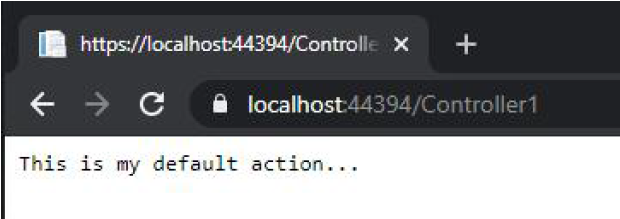 https://localhost:44394/Controlle
localhost:44394/Controller1
This is my default action...